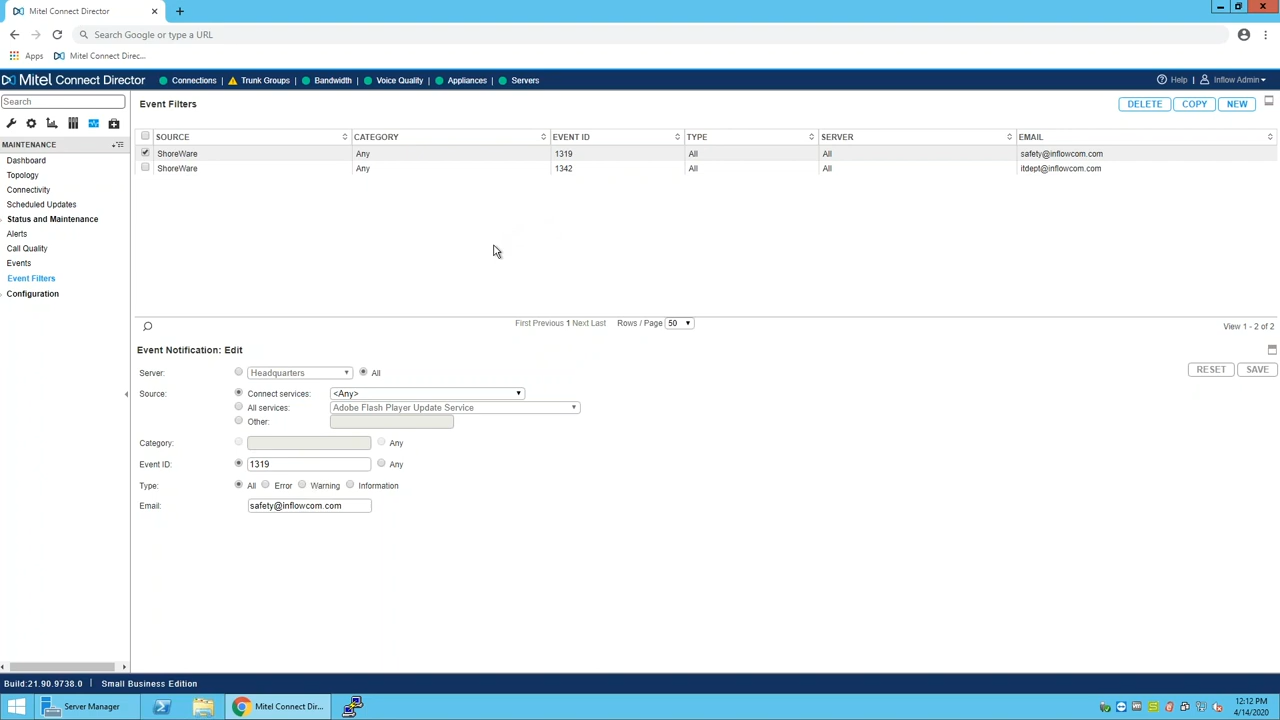 Mitel Connect Director
Search Google or type a URL
Apps Mitel Connect Direc...
Mitel Connect Director Connections Trunk Groups Bandwidth Voice Quality Appliances Servers Help Inflow Admin
Search
Event Filters DELETE COPY NEW
MAINTENANCE
SOURCE CATEGORY EVENT ID TYPE SERVER EMAIL
ShoreWare Any 1319 All All safety@inflowcom.com
ShoreWare Any 1342 All All itdept@inflowcom.com
Dashboard
Topology
Connectivity
Scheduled Updates
Status and Maintenance
Alerts
Call Quality
Events
Event Filters
Configuration
First Previous 1 Next Last Rows / Page 50 View 1 - 2 of 2
Event Notification: Edit
RESET SAVE
Server: Headquarters All
Source: Connect services: <Any>
All services: Adobe Flash Player Update Service
Other:
Category: Any
Event ID: 1319 Any
Type: All Error Warning Information
Email: safety@inflowcom.com
Build:21.90.9738.0 | Small Business Edition
Server Manager Mitel Connect Dir...
12:12 PM
4/14/2020